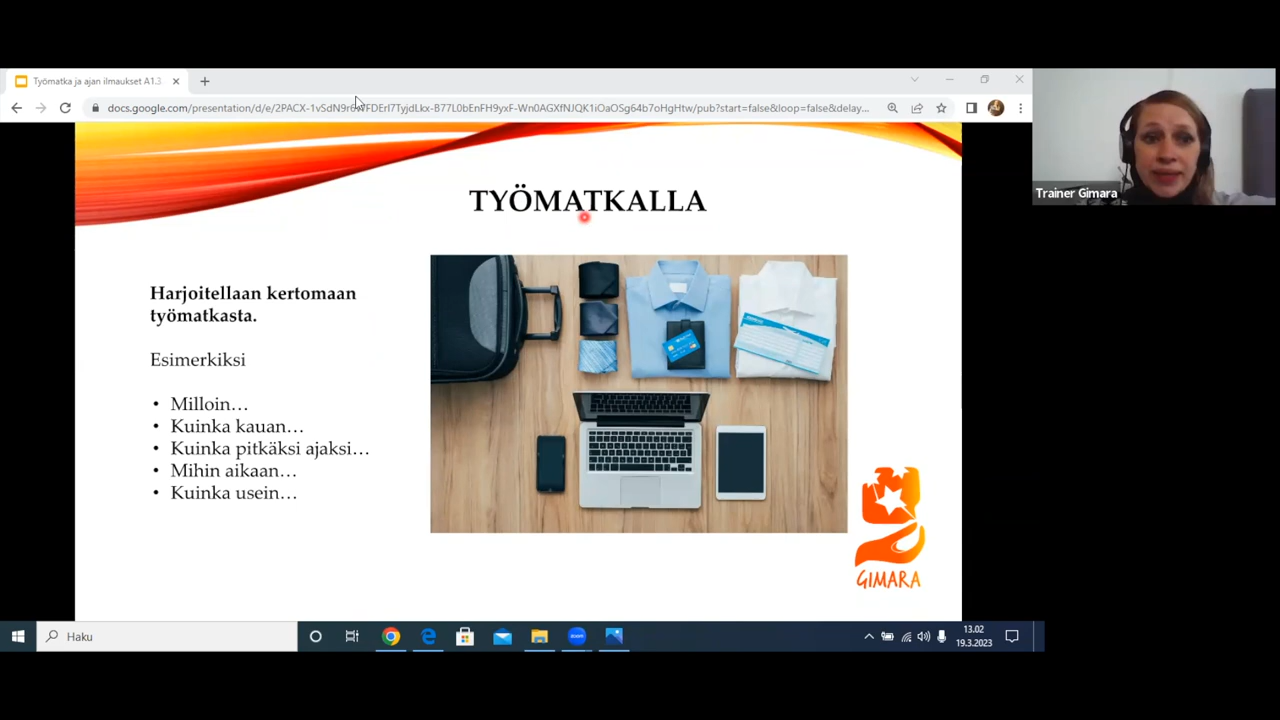 Työmatka ja ajan ilmaukset A1.3
Trainer Gimara
TYÖMATKALLA
Harjoitellaan kertomaan
työmatkasta.
Esimerkiksi
• Milloin…
• Kuinka kauan…
• Kuinka pitkäksi ajaksi…
• Mihin aikaan…
• Kuinka usein…
GIMARA
Haku
zoom
13.02
19.3.2023